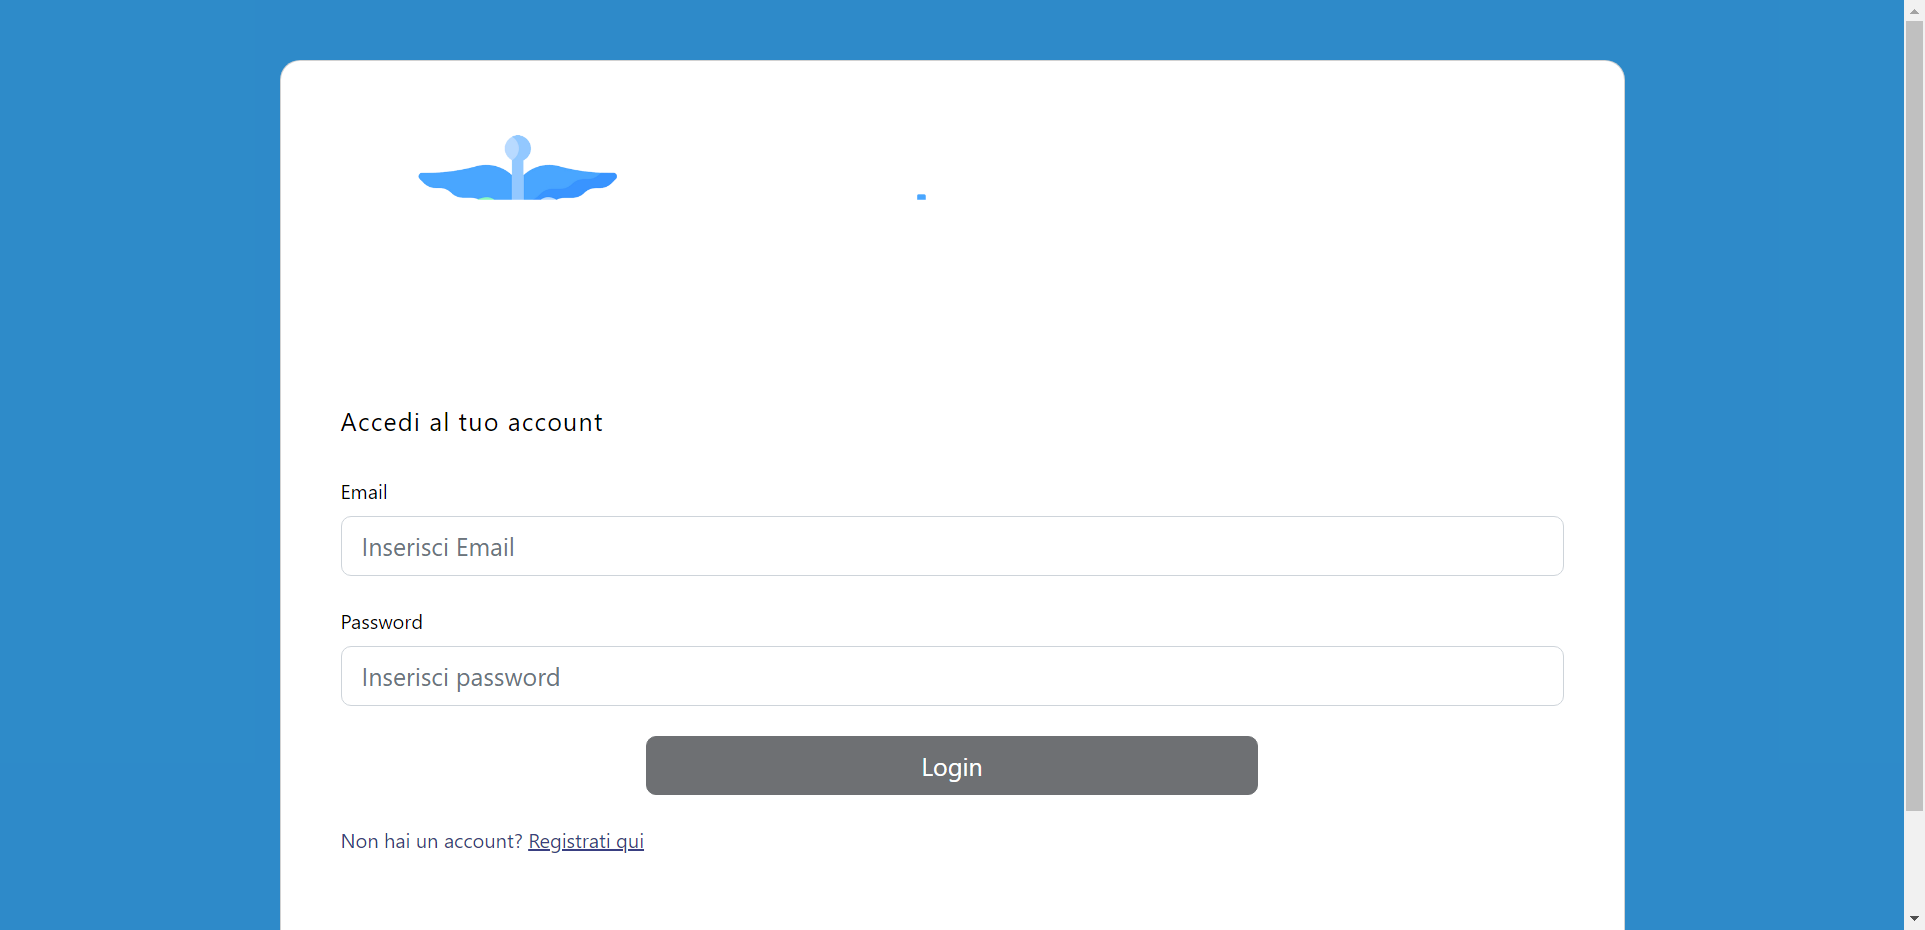 Accedi al tuo account
Email
Inserisci Email
Password
Inserisci password
Login
Non hai un account? Registrati qui